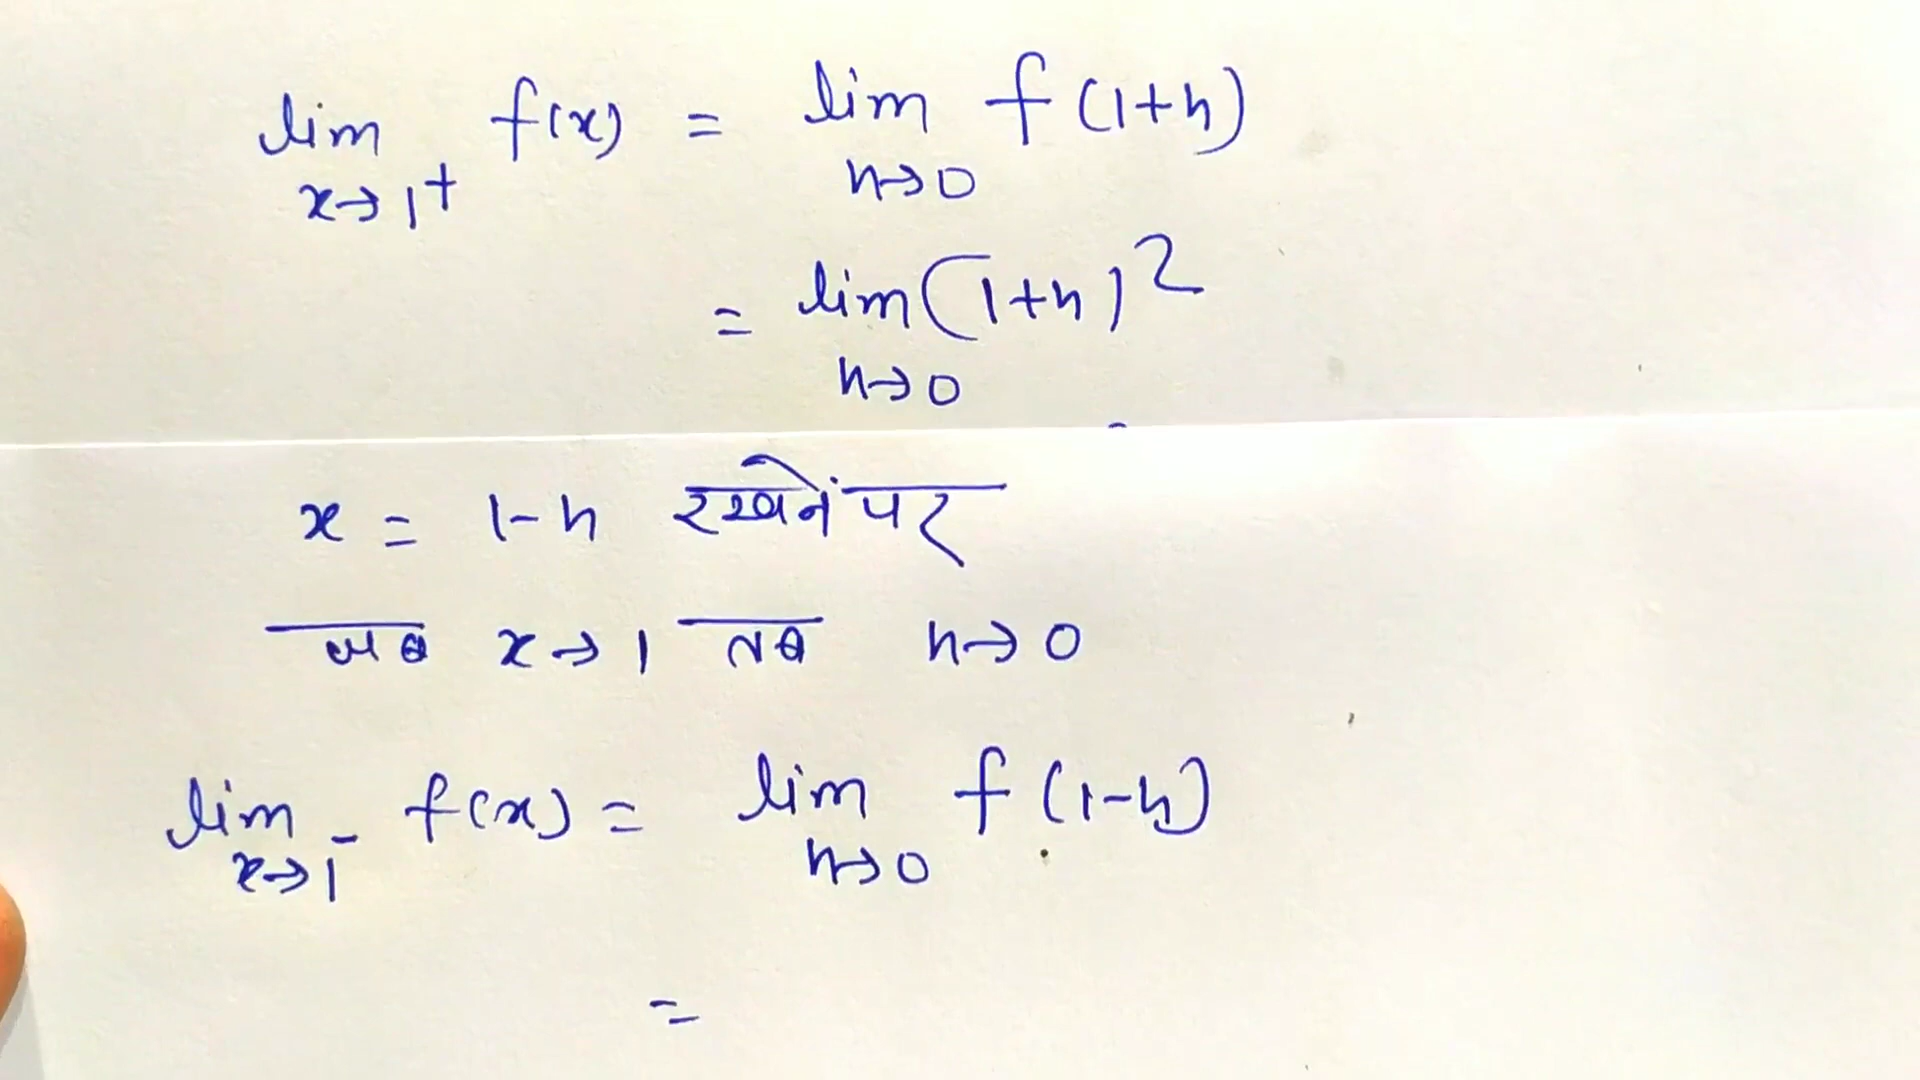 lim f(x) = lim f(1+h)
x→1+ h→0
= lim (1+h)2
h→0
x = 1-h रखनें पर
जब x→1 तब h→0
lim f(x) = lim f(1-h)
x→1- h→0
=